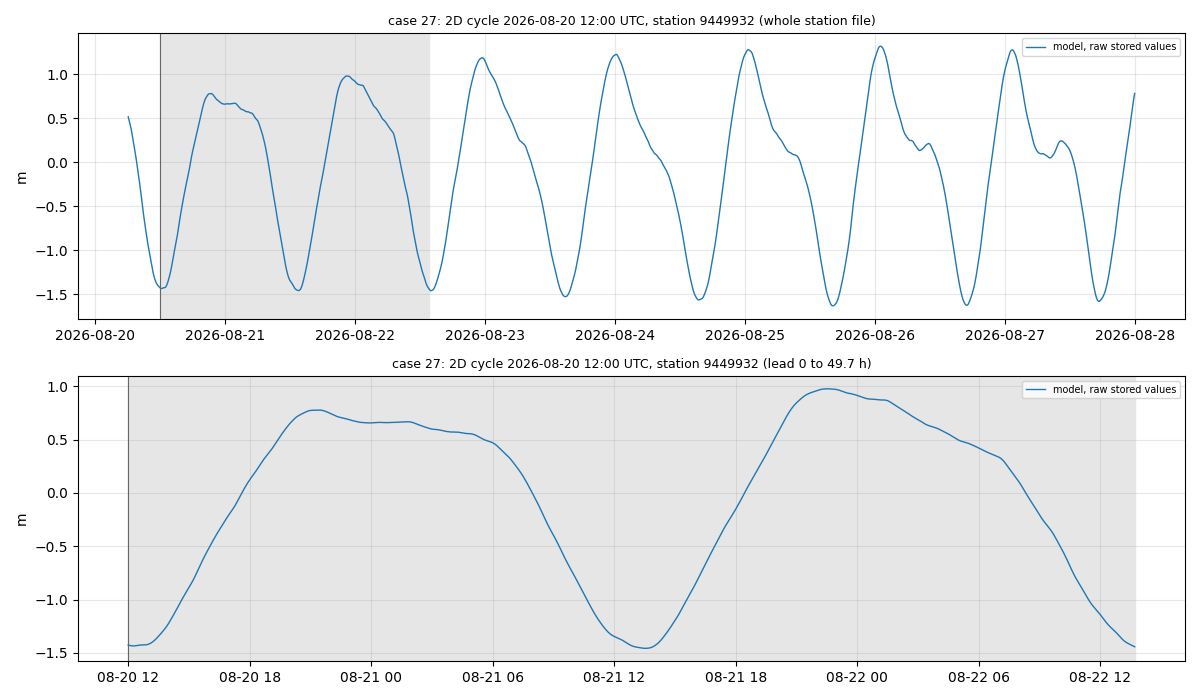 case 27: 2D cycle 2026-08-20 12:00 UTC, station 9449932 (whole station file)
model, raw stored values
m
1.0
0.5
0.0
−0.5
−1.0
−1.5
2026-08-20 2026-08-21 2026-08-22 2026-08-23 2026-08-24 2026-08-25 2026-08-26 2026-08-27 2026-08-28
case 27: 2D cycle 2026-08-20 12:00 UTC, station 9449932 (lead 0 to 49.7 h)
model, raw stored values
m
1.0
0.5
0.0
−0.5
−1.0
−1.5
08-20 12 08-20 18 08-21 00 08-21 06 08-21 12 08-21 18 08-22 00 08-22 06 08-22 12